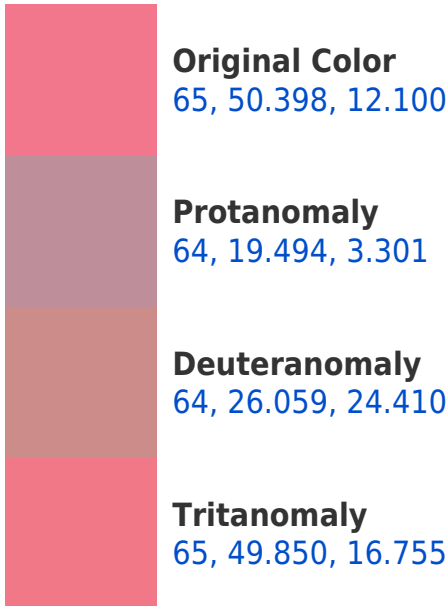 Original Color
65, 50.398, 12.100
Protanomaly
64, 19.494, 3.301
Deuteranomaly
64, 26.059, 24.410
Tritanomaly
65, 49.850, 16.755